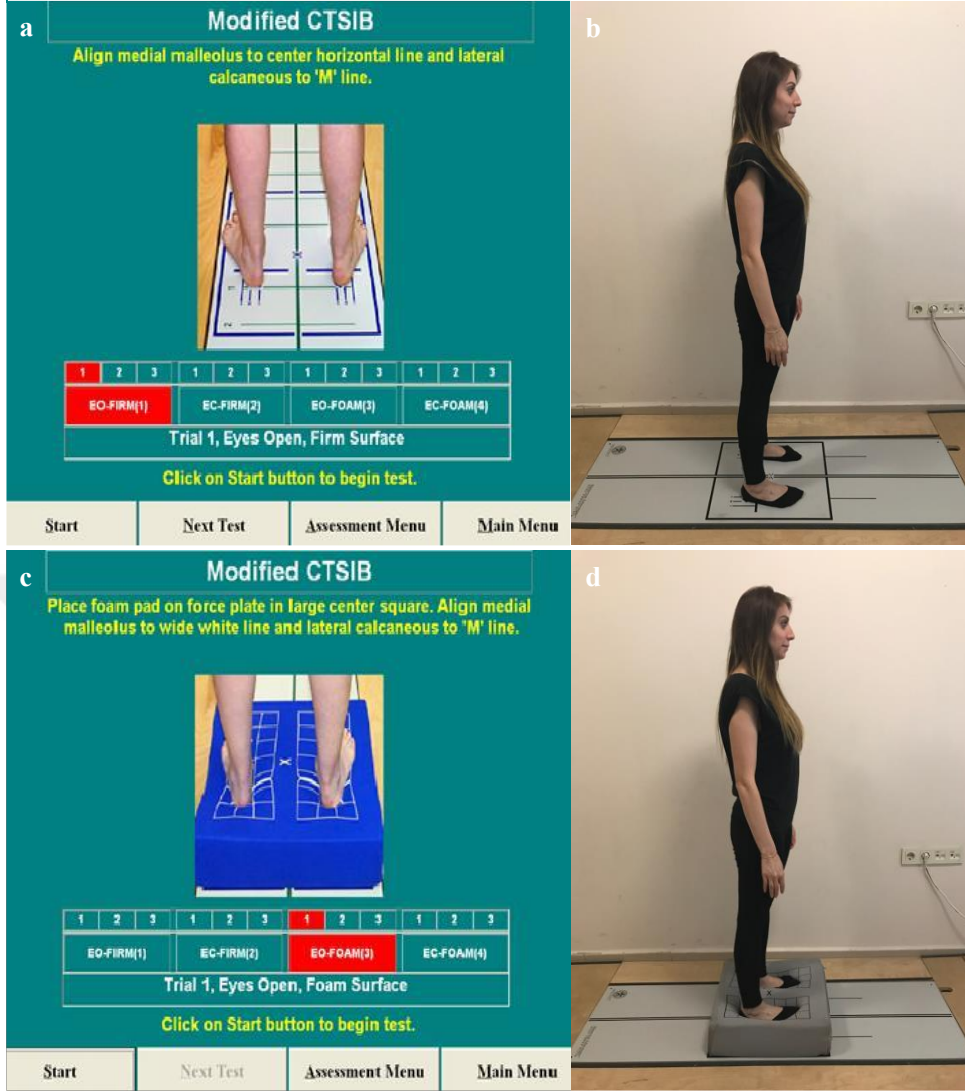 a
Modified CTSIB
Align medial malleolus to center horizontal line and lateral
calcaneous to 'M' line.
X
1
2
1 2 3 1 2 3 1 2 3 1 2 3
EO-FIRM(1) EC-FIRM(2) EO-FOAM(3) EC-FOAM(4)
Trial 1, Eyes Open, Firm Surface
Click on Start button to begin test.
Start Next Test Assessment Menu Main Menu
b
c
Modified CTSIB
Place foam pad on force plate in large center square. Align medial
malleolus to wide white line and lateral calcaneous to "M' line.
X
1 2 3 1 2 3 1 2 3 1 2 3
EO-FIRM(1) EC-FIRM(2) EO-FOAM(3) EC-FOAM(4)
Trial 1, Eyes Open, Foam Surface
Click on Start button to begin test.
Start Next Test Assessment Menu Main Menu
d
X